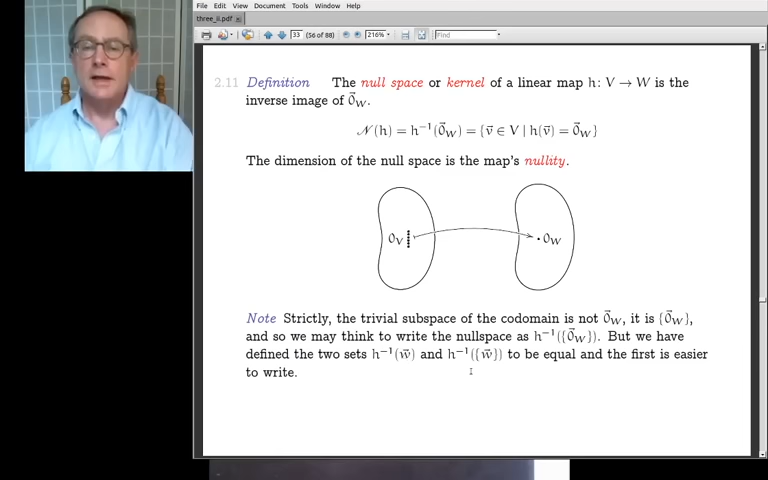 File Edit View Document Tools Window Help
three_ii.pdf
33 (56 of 88) 216% Find
2.11 Definition The null space or kernel of a linear map h: V → W is the
inverse image of 0⃗_W.
𝒩(h) = h⁻¹(0⃗_W) = {v⃗ ∈ V | h(v⃗) = 0⃗_W}
The dimension of the null space is the map's nullity.
0_V 0_W
Note Strictly, the trivial subspace of the codomain is not 0⃗_W, it is {0⃗_W},
and so we may think to write the nullspace as h⁻¹({0⃗_W}). But we have
defined the two sets h⁻¹(w⃗) and h⁻¹({w⃗}) to be equal and the first is easier
to write.